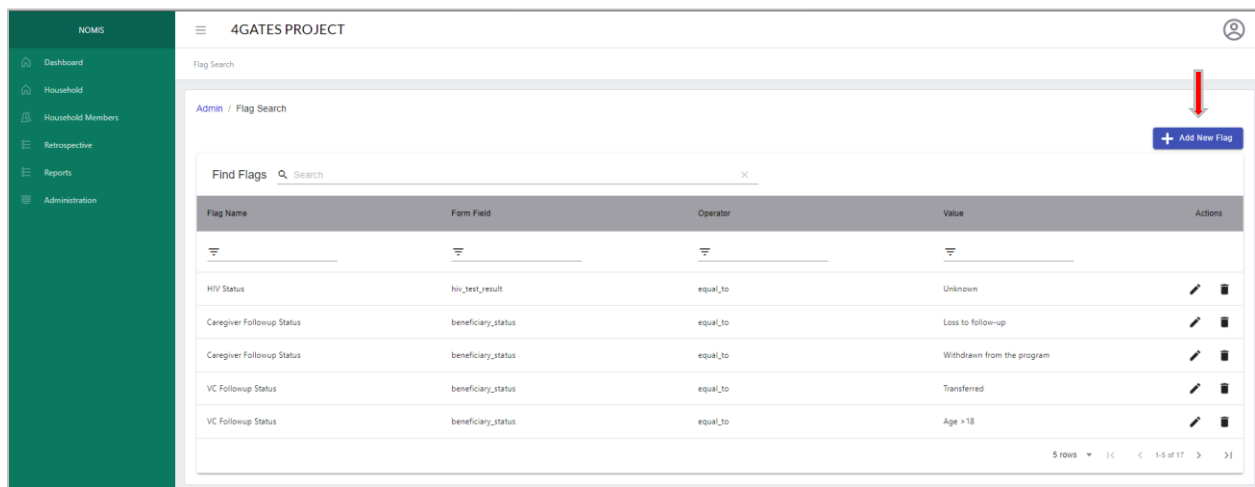 NOMIS
4GATES PROJECT
Dashboard
Household
Household Members
Retrospective
Reports
Administration
Flag Search
Admin / Flag Search
Add New Flag
Find Flags Search
Flag Name Form Field Operator Value Actions
HIV Status hiv_test_result equal_to Unknown
Caregiver Followup Status beneficiary_status equal_to Loss to follow-up
Caregiver Followup Status beneficiary_status equal_to Withdrawn from the program
VC Followup Status beneficiary_status equal_to Transferred
VC Followup Status beneficiary_status equal_to Age >18
5 rows 1-5 of 17